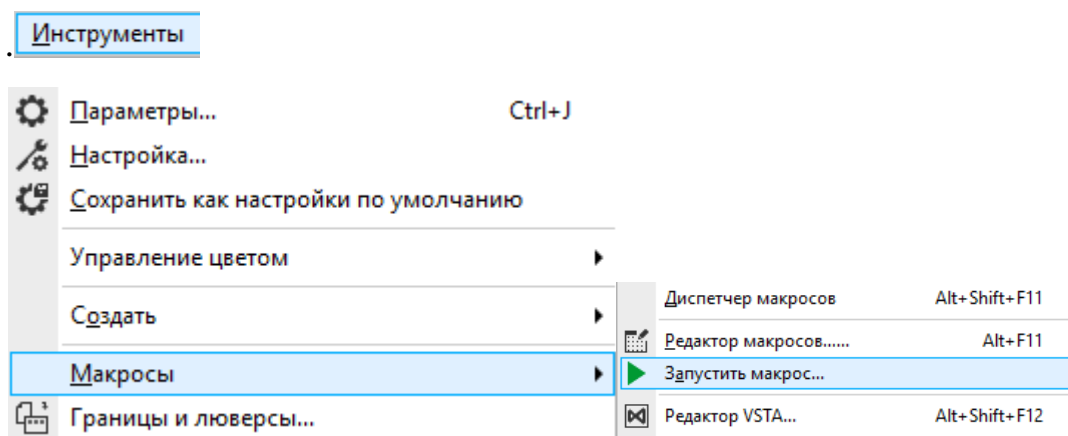 . Инструменты
Параметры... Ctrl+J
Настройка...
Сохранить как настройки по умолчанию
Управление цветом
Создать
Макросы
Границы и люверсы...
Диспетчер макросов Alt+Shift+F11
Редактор макросов...... Alt+F11
Запустить макрос...
Редактор VSTA... Alt+Shift+F12